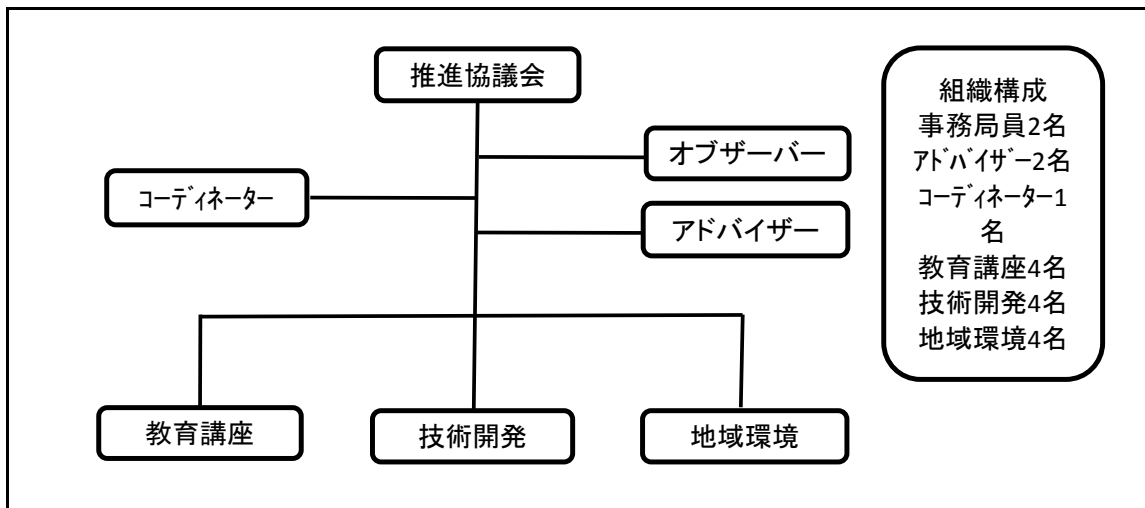 推進協議会
オブザーバー
コーディネーター
アドバイザー
教育講座
技術開発
地域環境
組織構成
事務局員2名
ｱﾄﾞﾊﾞｲｻﾞｰ2名
ｺｰﾃﾞｨﾈｰﾀｰ1
名
教育講座4名
技術開発4名
地域環境4名